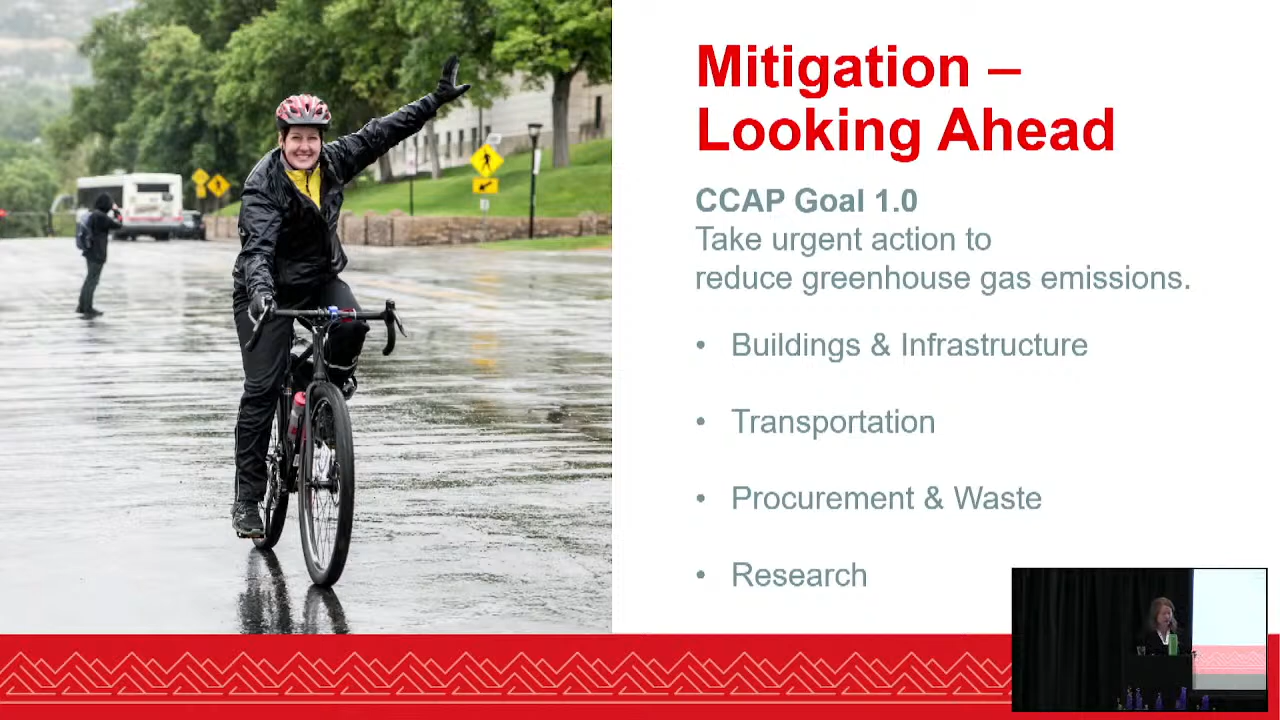 Mitigation –
Looking Ahead
CCAP Goal 1.0
Take urgent action to
reduce greenhouse gas emissions.
• Buildings & Infrastructure
• Transportation
• Procurement & Waste
• Research